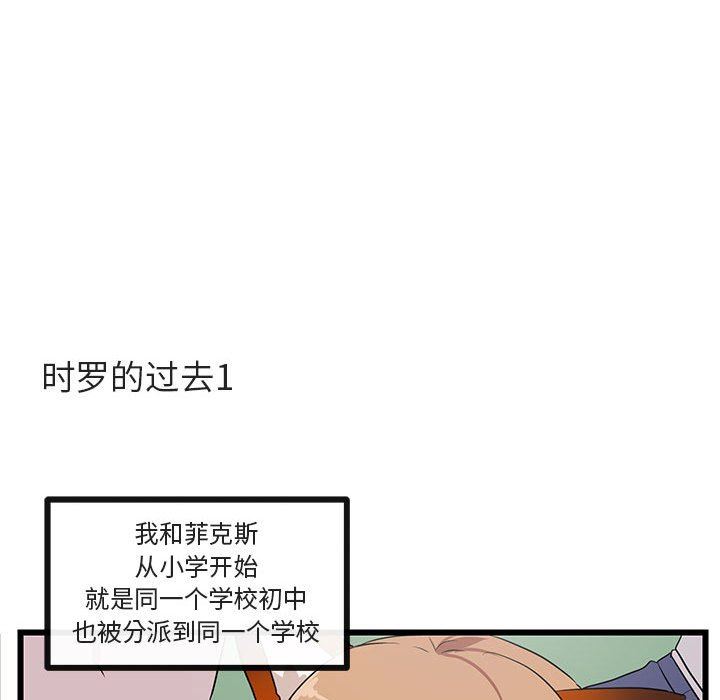 时罗的过去1
我和菲克斯
从小学开始
就是同一个学校初中
也被分派到同一个学校